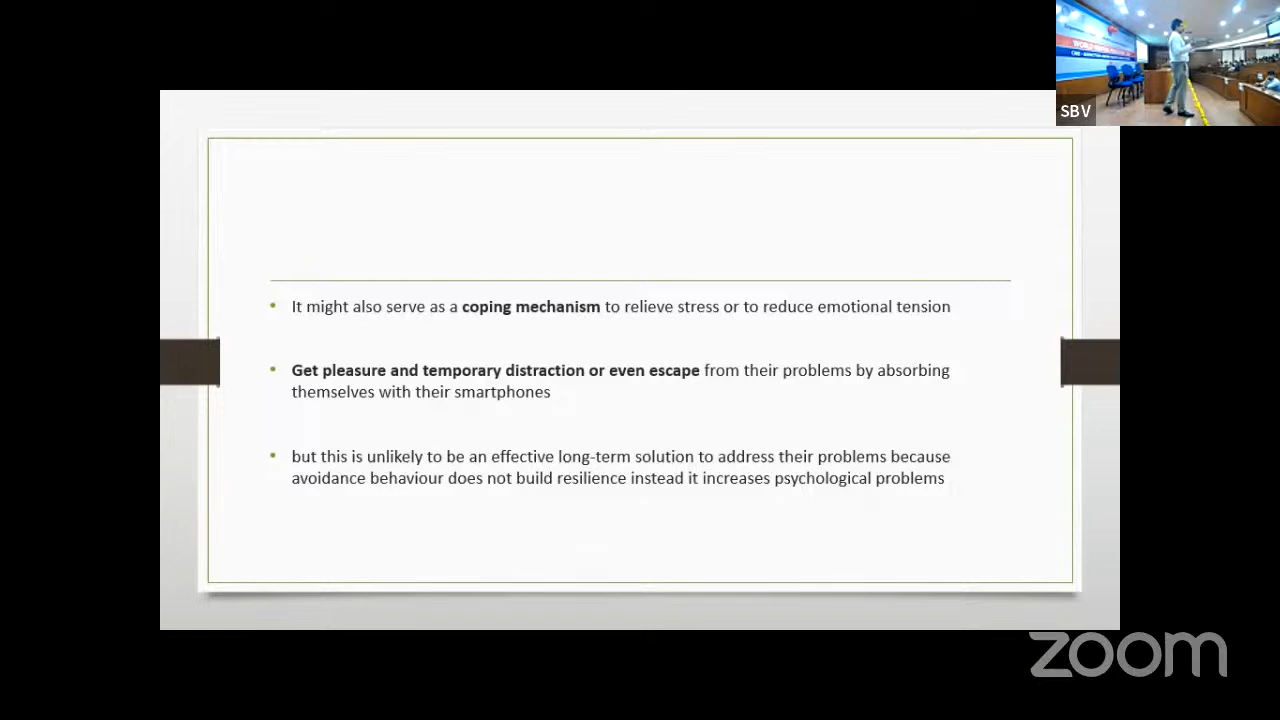 SBV
It might also serve as a coping mechanism to relieve stress or to reduce emotional tension
Get pleasure and temporary distraction or even escape from their problems by absorbing
themselves with their smartphones
but this is unlikely to be an effective long-term solution to address their problems because
avoidance behaviour does not build resilience instead it increases psychological problems
zoom